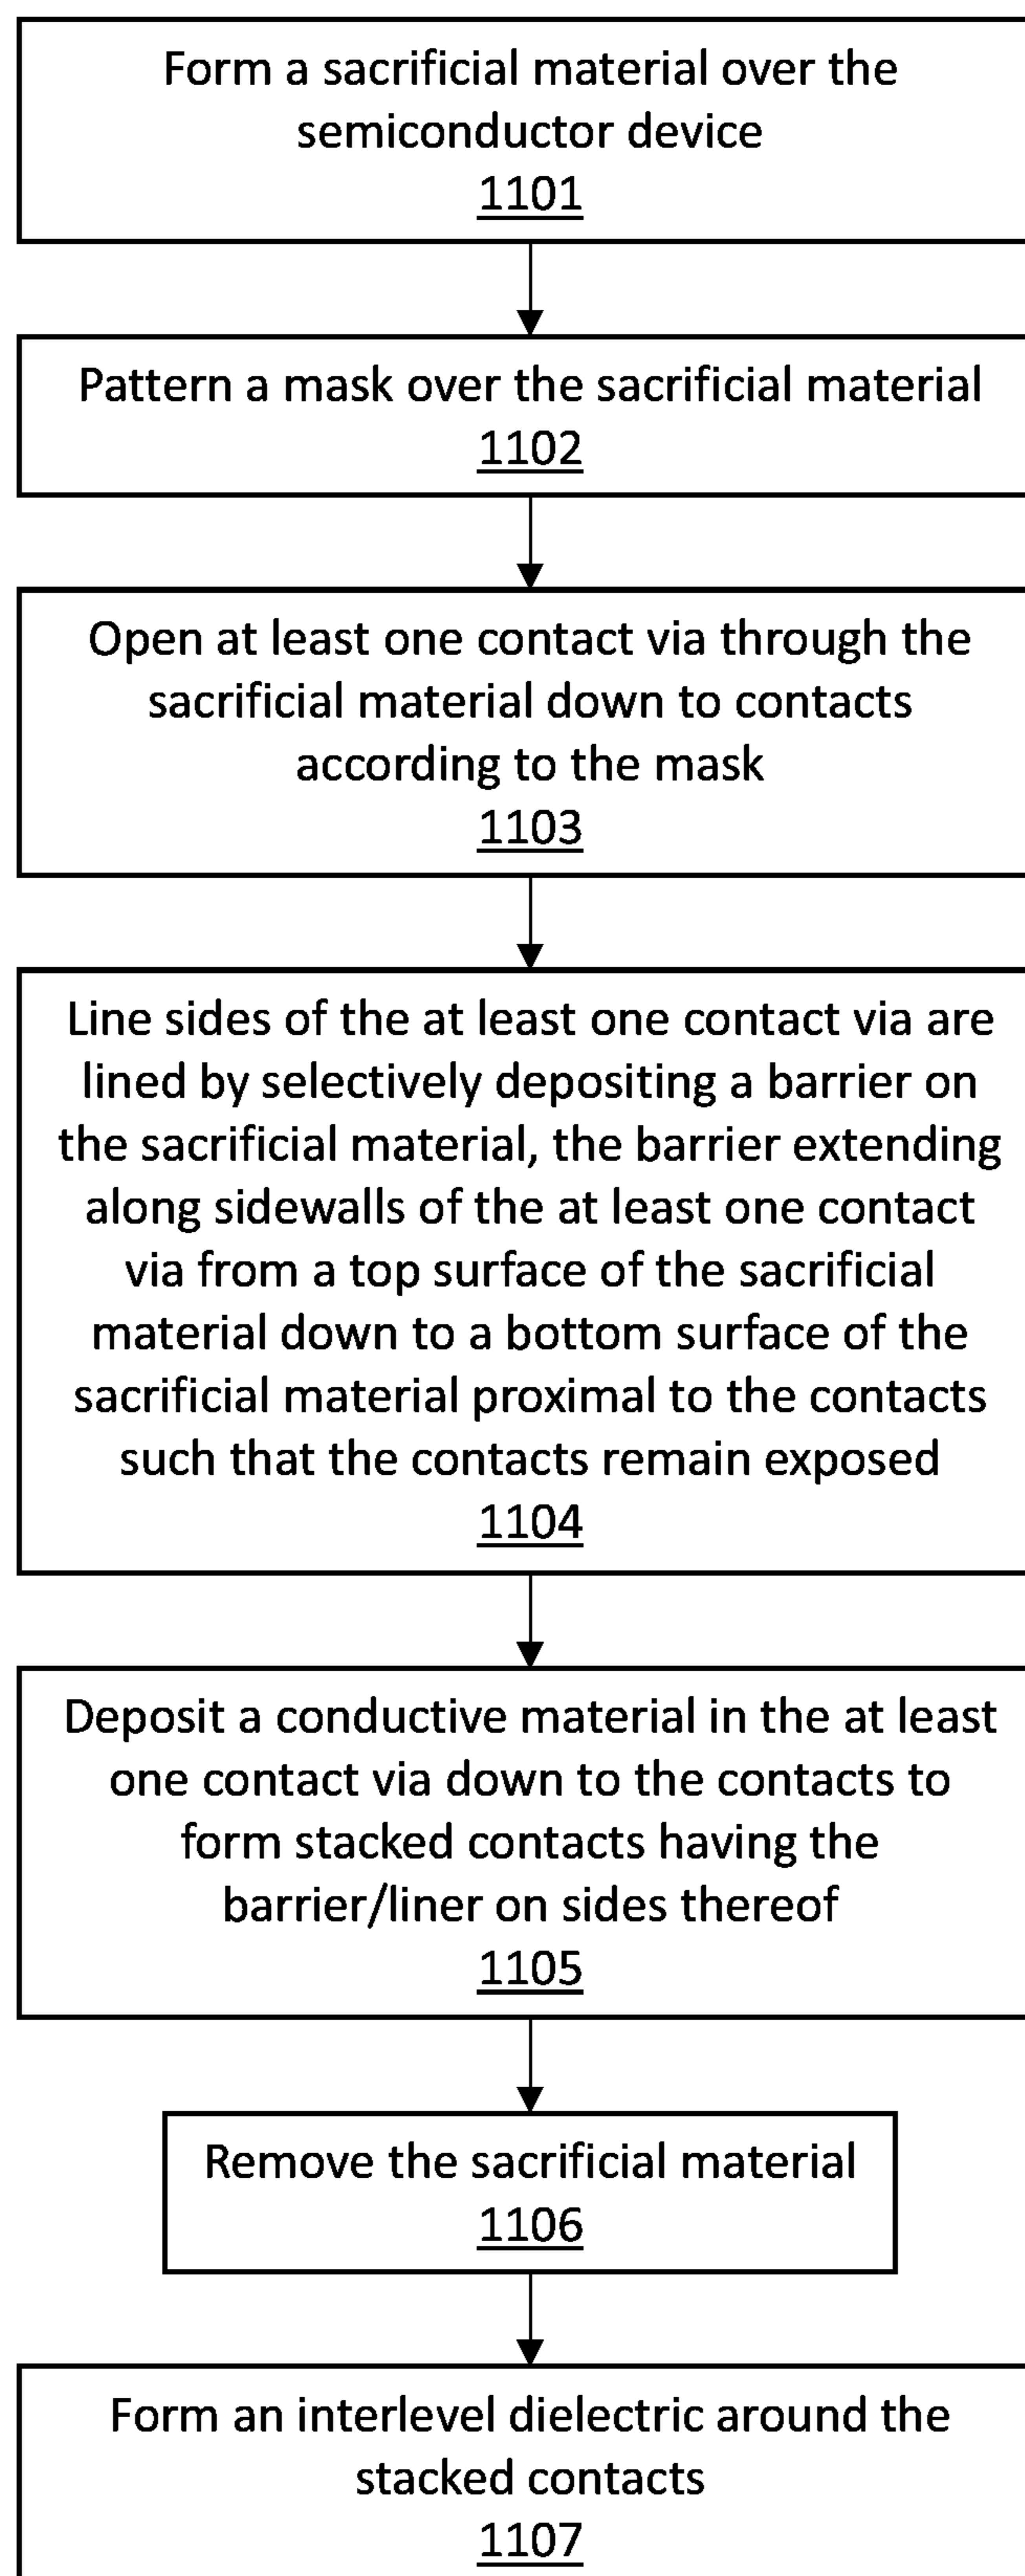 Form a sacrificial material over the
semiconductor device
1101
Pattern a mask over the sacrificial material
1102
Open at least one contact via through the
sacrificial material down to contacts
according to the mask
1103
Line sides of the at least one contact via are
lined by selectively depositing a barrier on
the sacrificial material, the barrier extending
along sidewalls of the at least one contact
via from a top surface of the sacrificial
material down to a bottom surface of the
sacrificial material proximal to the contacts
such that the contacts remain exposed
1104
Deposit a conductive material in the at least
one contact via down to the contacts to
form stacked contacts having the
barrier/liner on sides thereof
1105
Remove the sacrificial material
1106
Form an interlevel dielectric around the
stacked contacts
1107